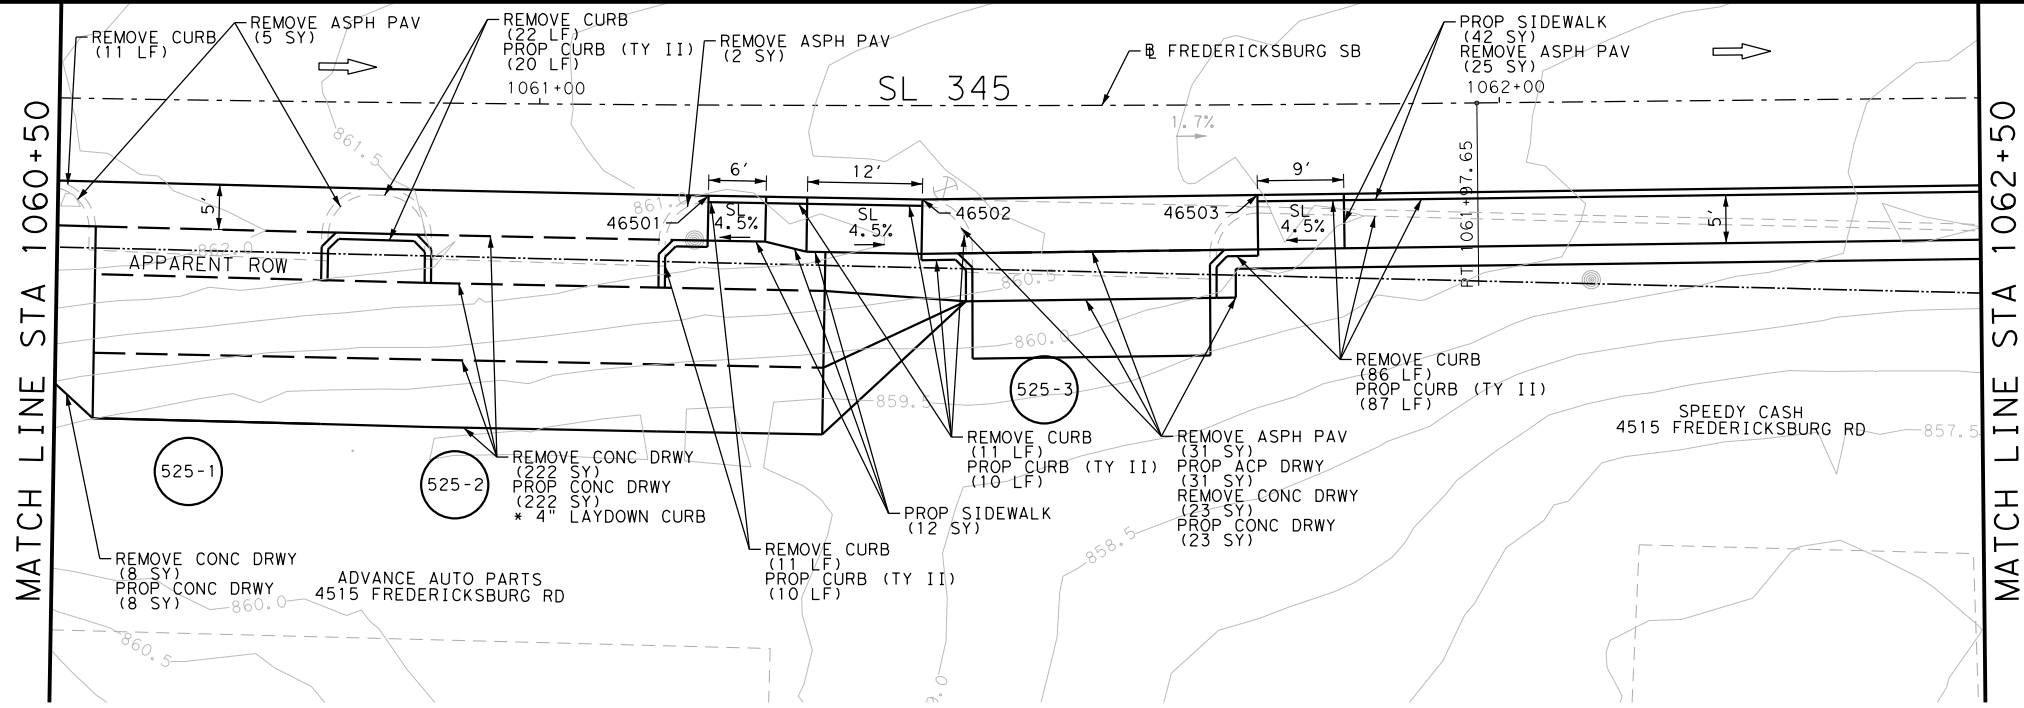 MATCH LINE STA 1060+50
REMOVE CURB
(11 LF)
REMOVE ASPH PAV
(5 SY)
REMOVE CURB
(22 LF)
PROP CURB (TY II)
(20 LF)
1061+00
REMOVE ASPH PAV
(2 SY)
SL 345
℄ FREDERICKSBURG SB
PROP SIDEWALK
(42 SY)
REMOVE ASPH PAV
(25 SY)
1062+00
1.7%
861.5
861.0
862.0
5'
APPARENT ROW
6'
12'
9'
46501
46502
46503
SL
4.5%
SL
4.5%
SL
4.5%
PT 1061+97.65
5'
860.5
860.0
859.5
525-1
525-2
525-3
REMOVE CONC DRWY
(222 SY)
PROP CONC DRWY
(222 SY)
* 4" LAYDOWN CURB
REMOVE CURB
(11 LF)
PROP CURB (TY II)
(10 LF)
REMOVE ASPH PAV
(31 SY)
PROP ACP DRWY
(31 SY)
REMOVE CONC DRWY
(23 SY)
PROP CONC DRWY
(23 SY)
REMOVE CURB
(86 LF)
PROP CURB (TY II)
(87 LF)
SPEEDY CASH
4515 FREDERICKSBURG RD
857.5
PROP SIDEWALK
(12 SY)
REMOVE CURB
(11 LF)
PROP CURB (TY II)
(10 LF)
REMOVE CONC DRWY
(8 SY)
PROP CONC DRWY
(8 SY)
ADVANCE AUTO PARTS
4515 FREDERICKSBURG RD
860.0
860.5
858.5
9.0
MATCH LINE STA 1062+50